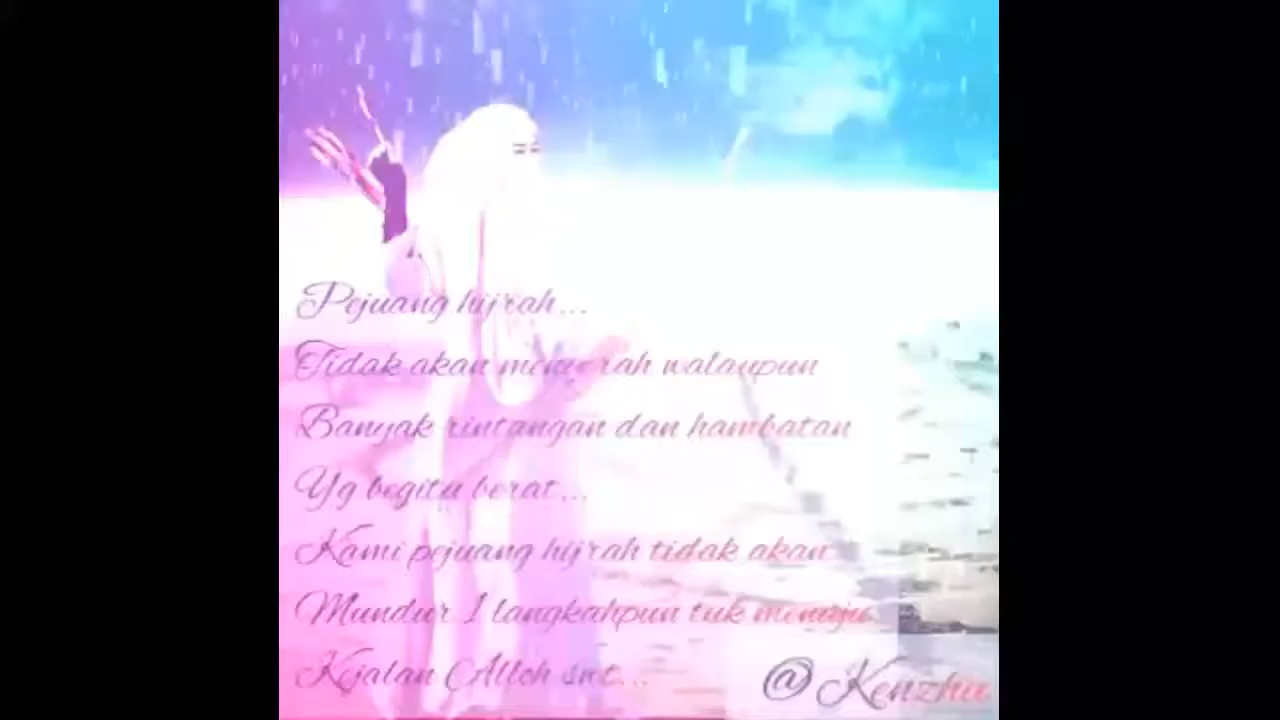 Pejuang hijrah...
Tidak akan menyerah walaupun
Banyak rintangan dan hambatan
Yg begitu berat...
Kami pejuang hijrah tidak akan
Mundur 1 langkahpun tuk menuju
Kejalan Alloh swt...
@Kenzhu